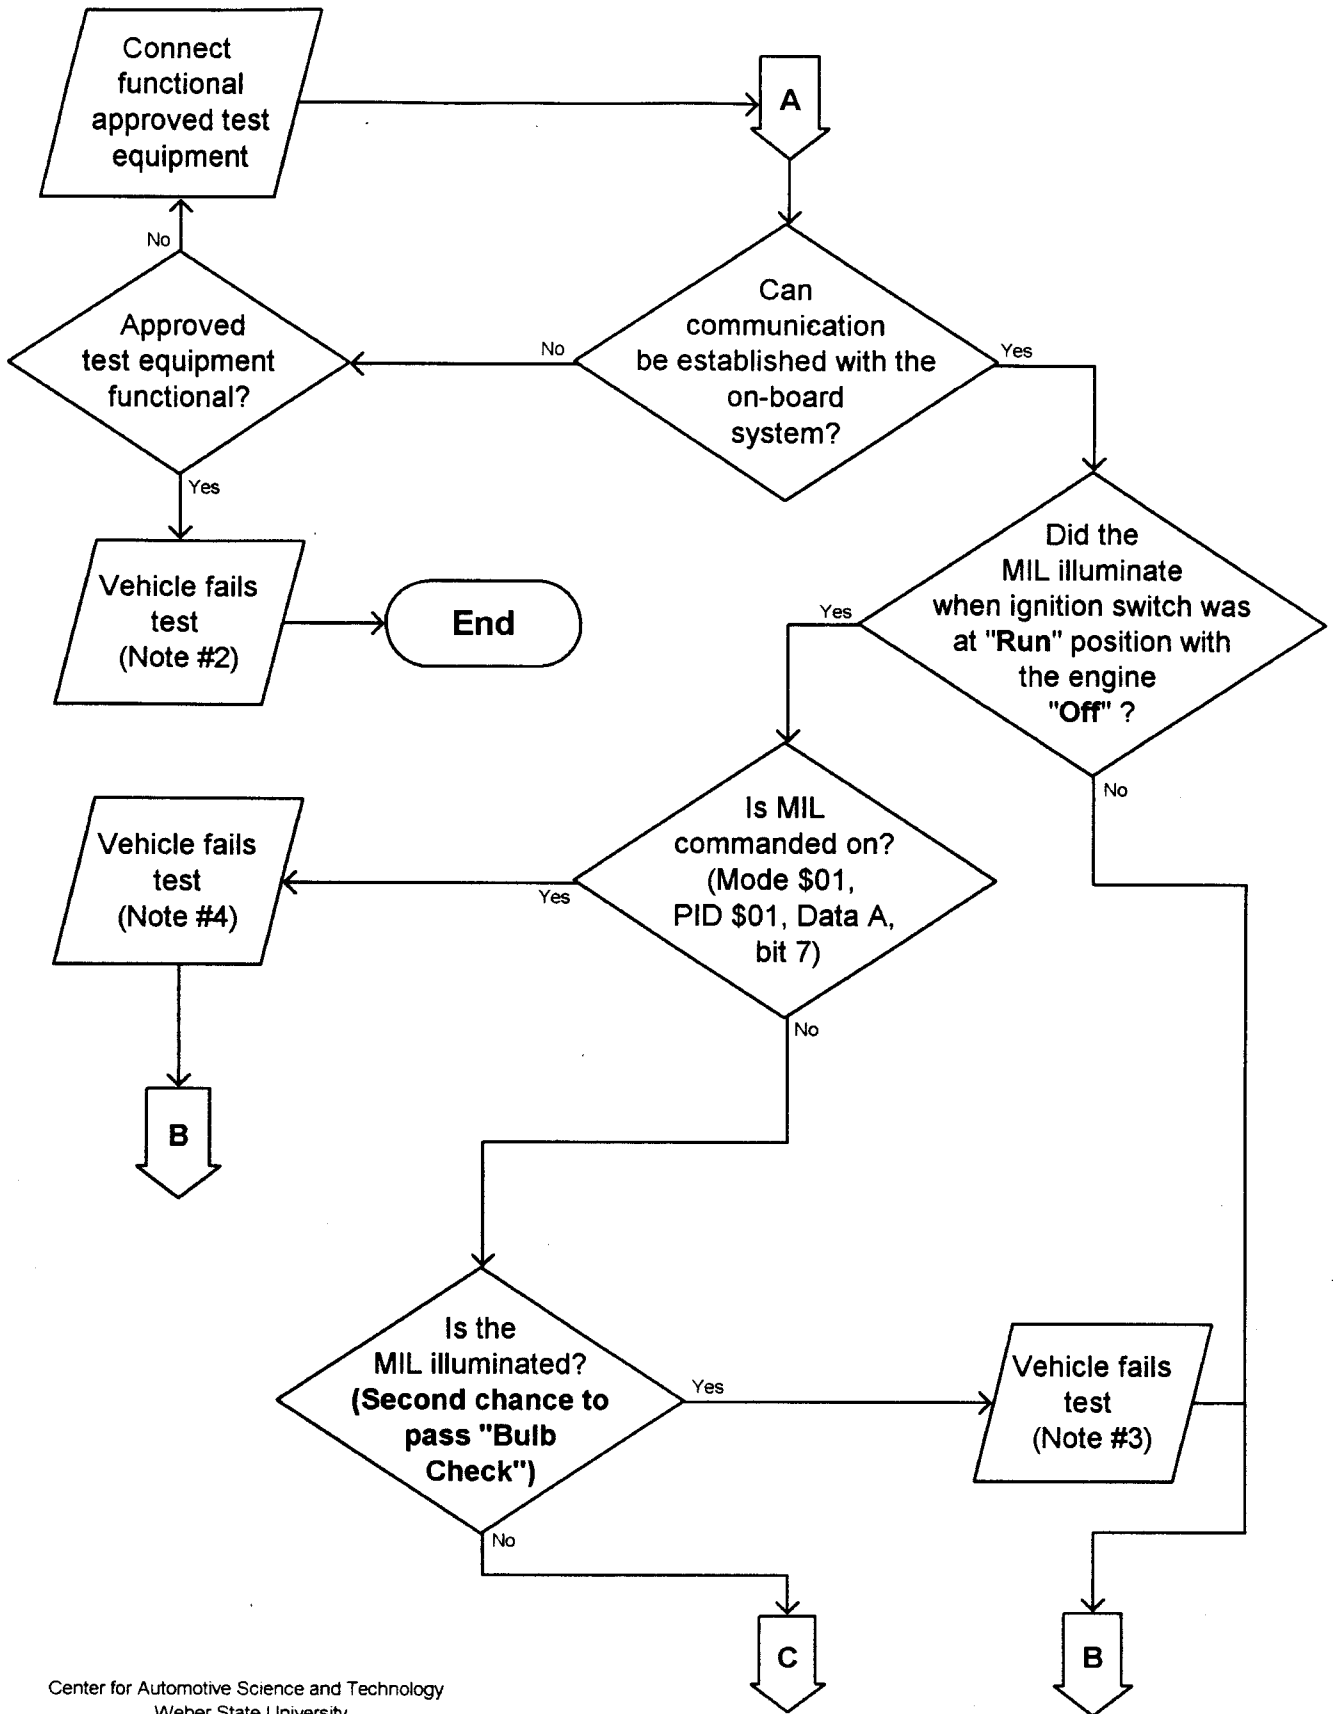 Connect
functional
approved test
equipment
A
No
Can
communication
be established with the
on-board
system?
Approved
test equipment
functional?
No
Yes
Yes
Did the
MIL illuminate
when ignition switch was
at "Run" position with
the engine
"Off" ?
Vehicle fails
test
(Note #2)
End
Yes
No
Is MIL
commanded on?
(Mode $01,
PID $01, Data A,
bit 7)
Vehicle fails
test
(Note #4)
Yes
No
B
Is the
MIL illuminated?
(Second chance to
pass "Bulb
Check")
Yes
Vehicle fails
test
(Note #3)
No
C
B
Center for Automotive Science and Technology
Weber State University